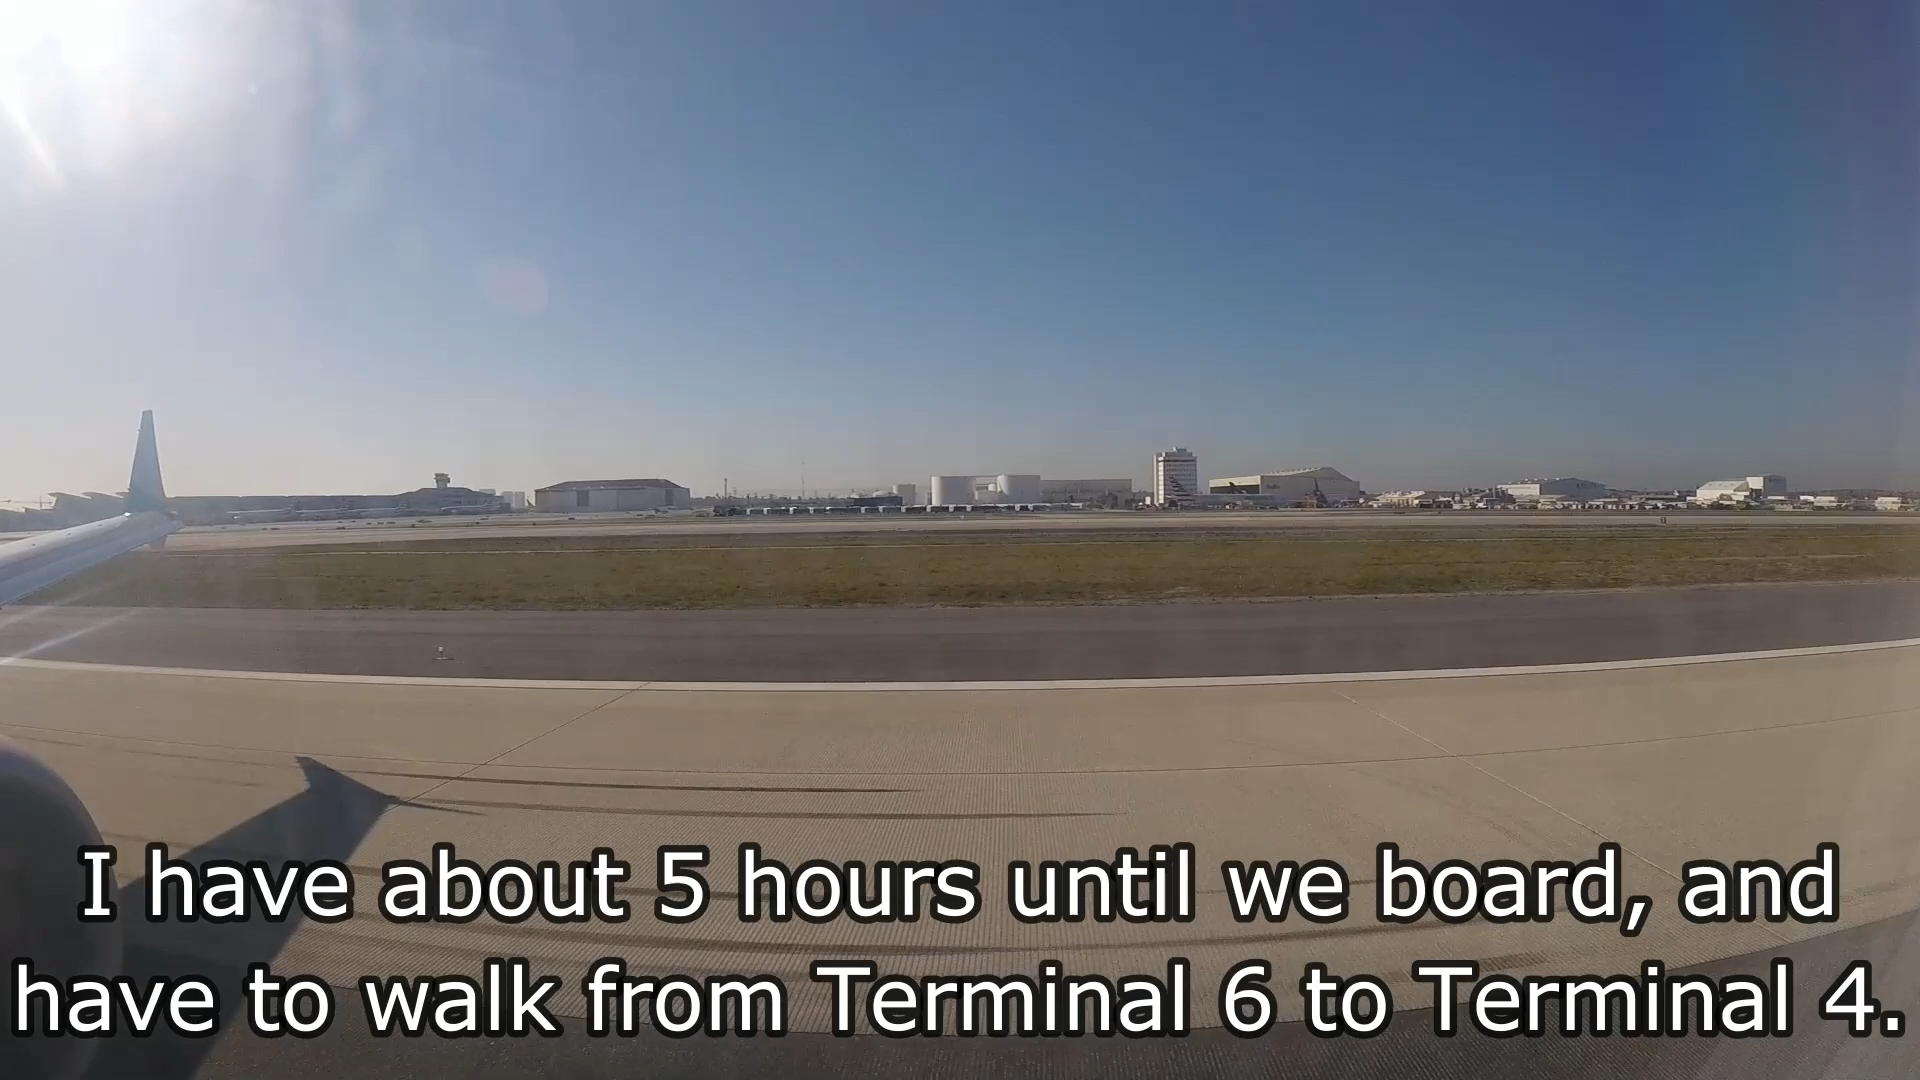 I have about 5 hours until we board, and
have to walk from Terminal 6 to Terminal 4.